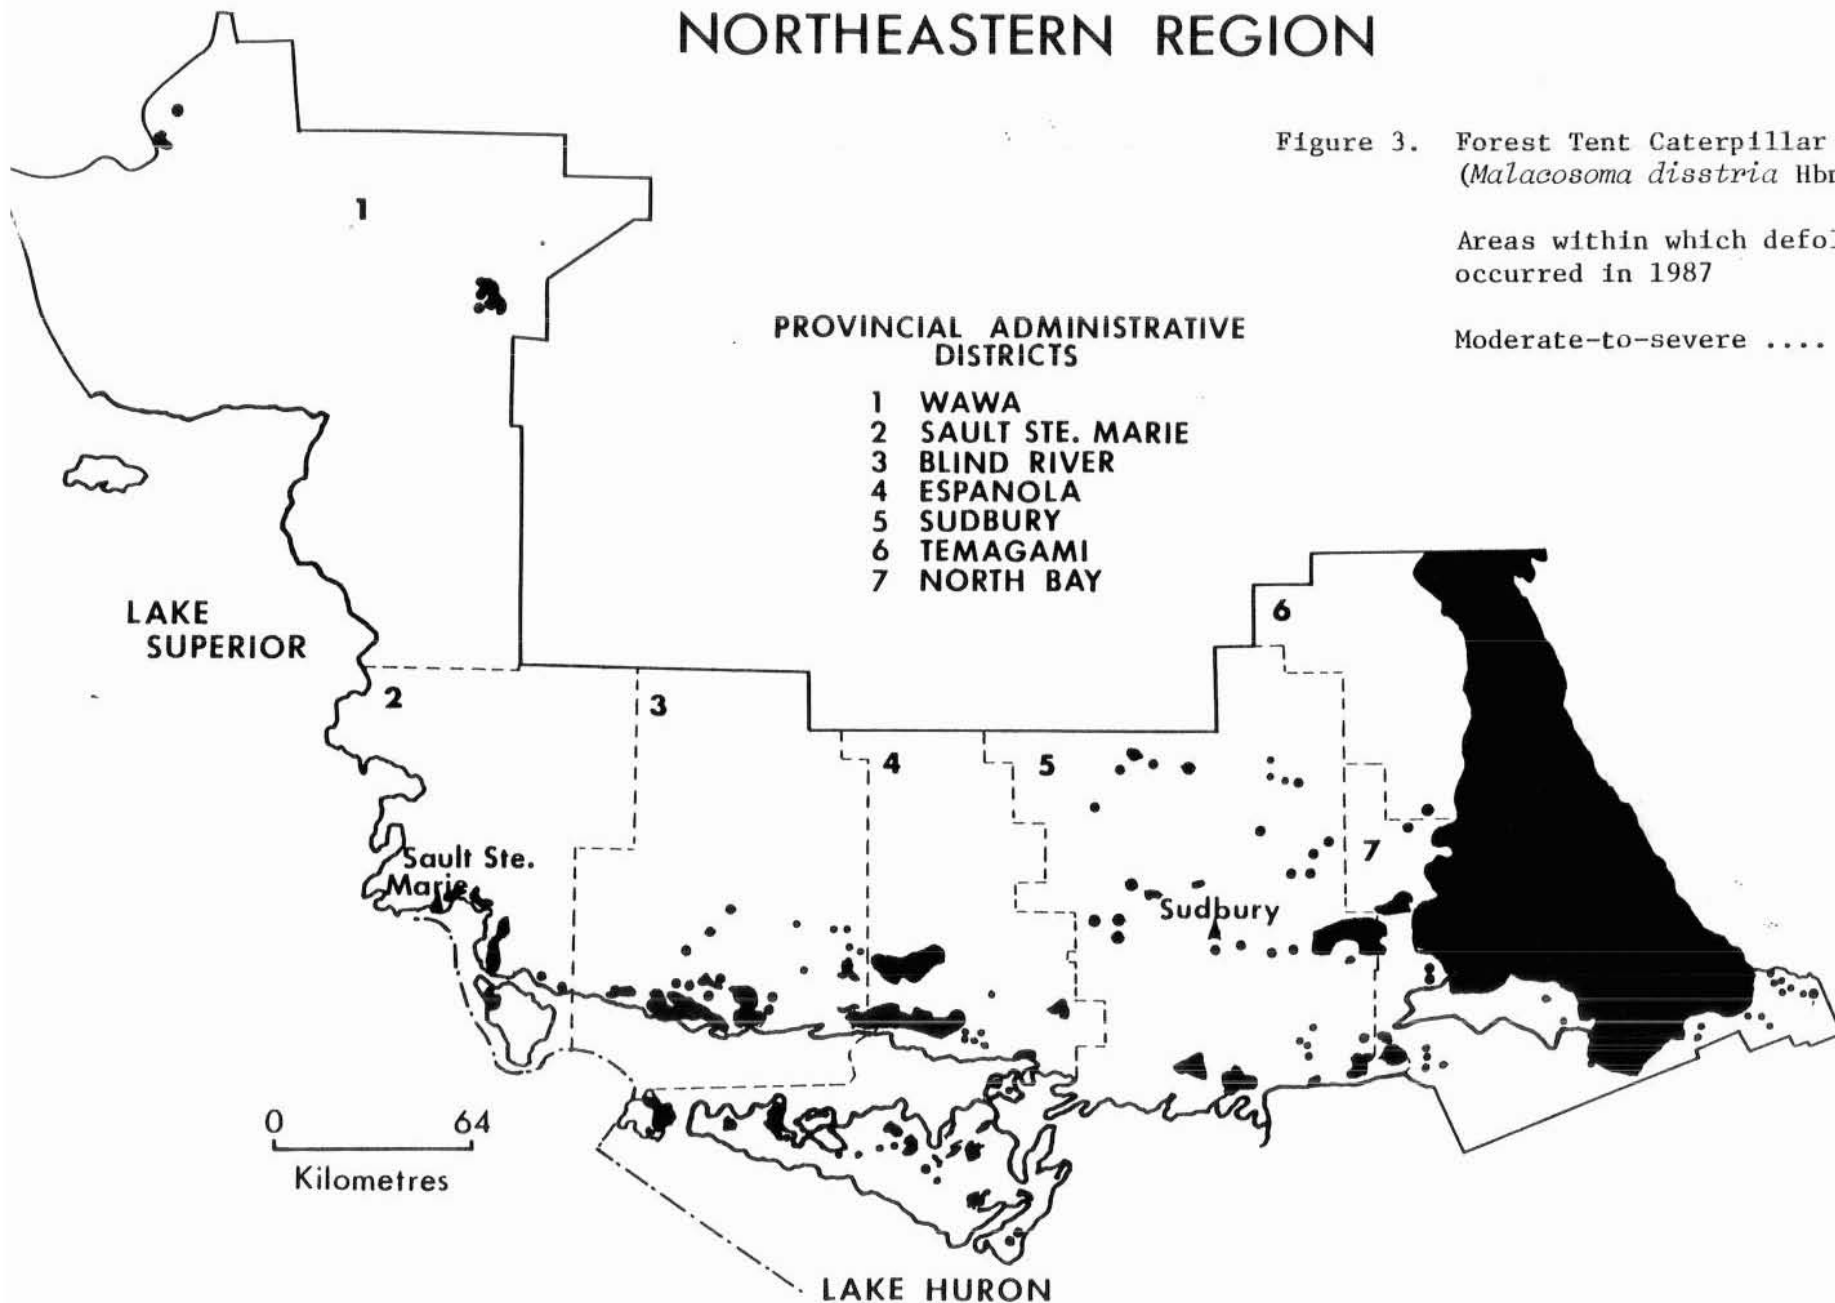 NORTHEASTERN REGION
Figure 3. Forest Tent Caterpillar
(Malacosoma disstria
Areas within which
occurred in 1987
Moderate-to-severe ....
PROVINCIAL ADMINISTRATIVE
DISTRICTS
1 WAWA
2 SAULT STE. MARIE
3 BLIND RIVER
4 ESPANOLA
5 SUDBURY
6 TEMAGAMI
7 NORTH BAY
1
LAKE
SUPERIOR
2
3
4
5
6
7
Sault Ste.
Marie
Sudbury
0 64
Kilometres
LAKE HURON